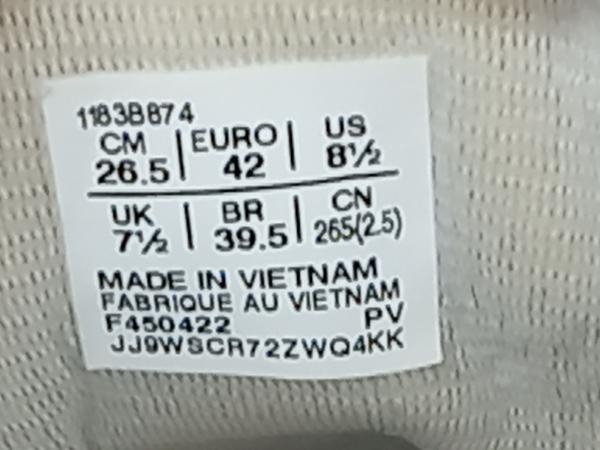 1183B874
CM | EURO | US
26.5 | 42 | 8½
UK | BR | CN
7½ | 39.5 | 265(2.5)
MADE IN VIETNAM
FABRIQUE AU VIETNAM
F450422 PV
JJ9WSCR72ZWQ4KK